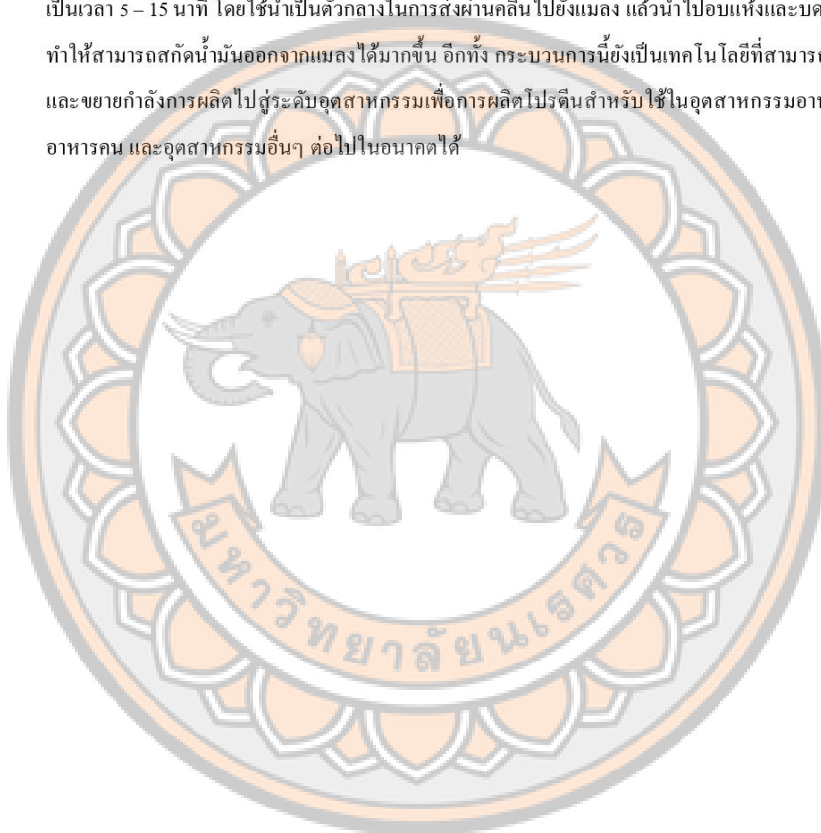 เป็นเวลา 5 – 15 นาที โดยใช้น้ำเป็นตัวกลางในการส่งผ่านคลื่นไปยังแมลง แล้วนำไปอบแห้งและบด
ทำให้สามารถสกัดน้ำมันออกจากแมลงได้มากขึ้น อีกทั้ง กระบวนการนี้ยังเป็นเทคโนโลยีที่สามารถ
และขยายกำลังการผลิตไปสู่ระดับอุตสาหกรรมเพื่อการผลิตโปรตีนสำหรับใช้ในอุตสาหกรรม
อาหารคน และอุตสาหกรรมอื่นๆ ต่อไปในอนาคตได้
มหาวิทยาลัยนเรศวร